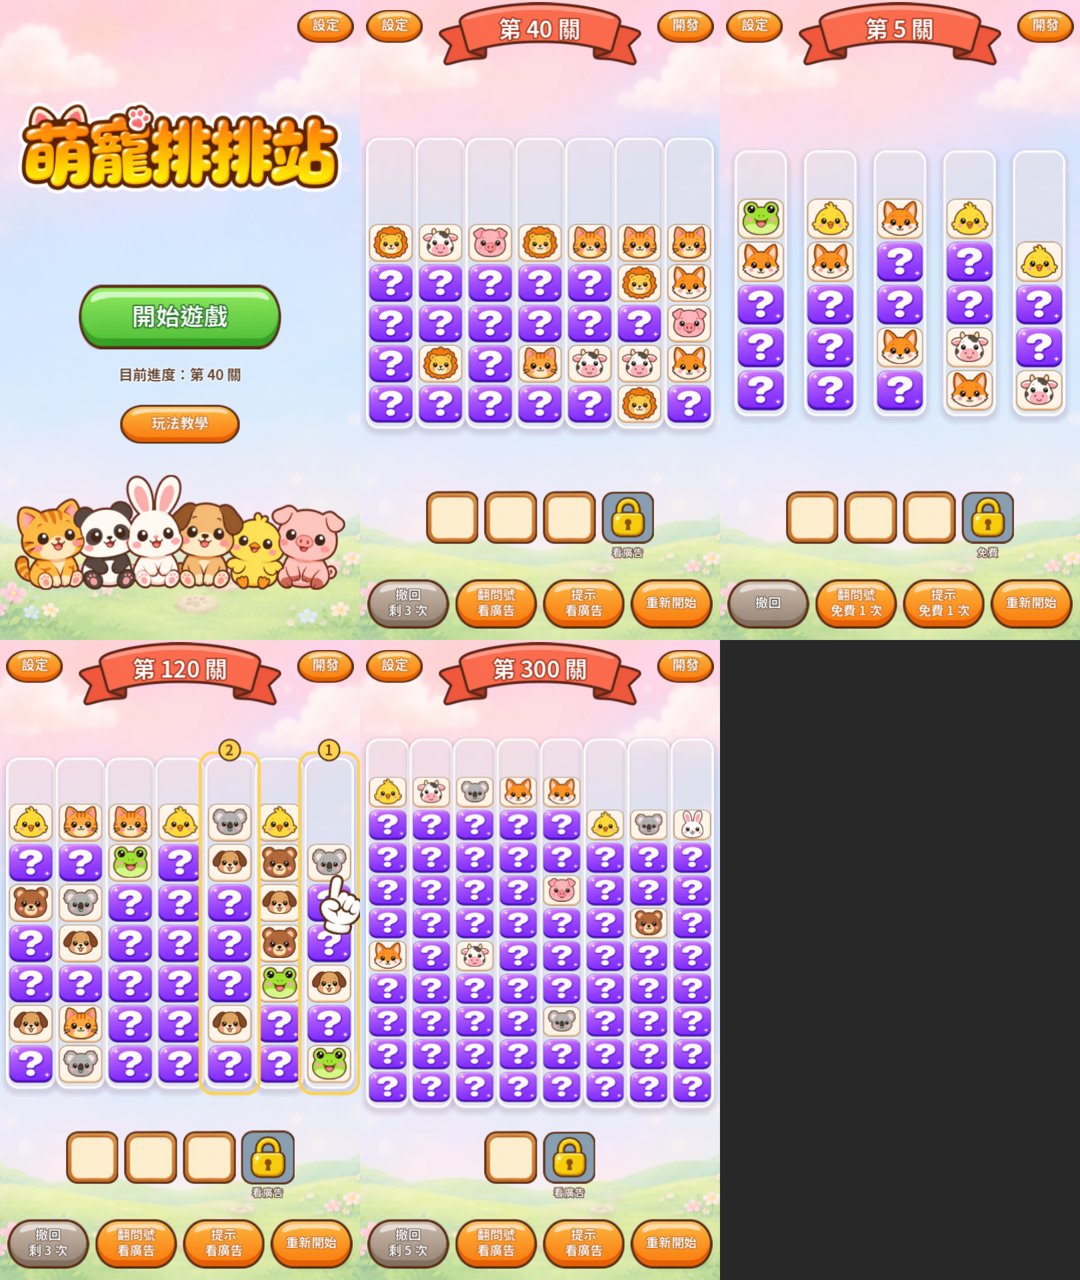 設定
萌寵排排站
開始遊戲
目前進度：第 40 關
玩法教學
設定
第 40 關
開發
? ? ? ? ?
? ? ? ? ?  ?
?  ?
? ? ? ? ?  ?
看廣告
撤回
剩 3 次
翻問號
看廣告
提示
看廣告
重新開始
設定
第 5 關
開發
? ?
? ? ? ?
? ?  ?
? ? ?
免費
撤回
翻問號
免費 1 次
提示
免費 1 次
重新開始
設定
第 120 關
開發
2
1
? ?  ?
? ? ?  ?
?  ? ? ?  ?
? ? ? ? ?
? ?  ? ?
?  ? ? ? ?
看廣告
撤回
剩 3 次
翻問號
看廣告
提示
看廣告
重新開始
設定
第 300 關
開發
? ? ? ? ?
? ? ? ? ? ? ? ?
? ? ? ?  ? ? ?
? ? ? ? ? ?  ?
?  ? ? ? ? ?
? ? ? ? ? ? ? ?
? ? ? ?  ? ? ?
? ? ? ? ? ? ? ?
? ? ? ? ? ? ? ?
看廣告
撤回
剩 5 次
翻問號
看廣告
提示
看廣告
重新開始